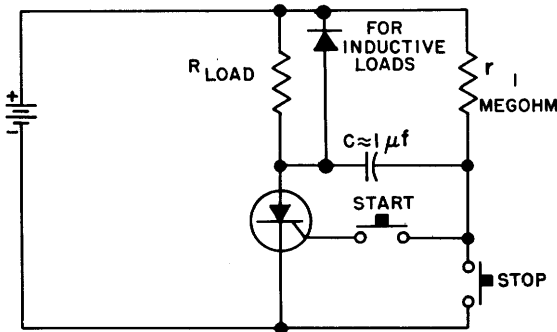 FOR
INDUCTIVE
LOADS
R LOAD
r
1
MEGOHM
+
-
C≈1 μf
START
STOP